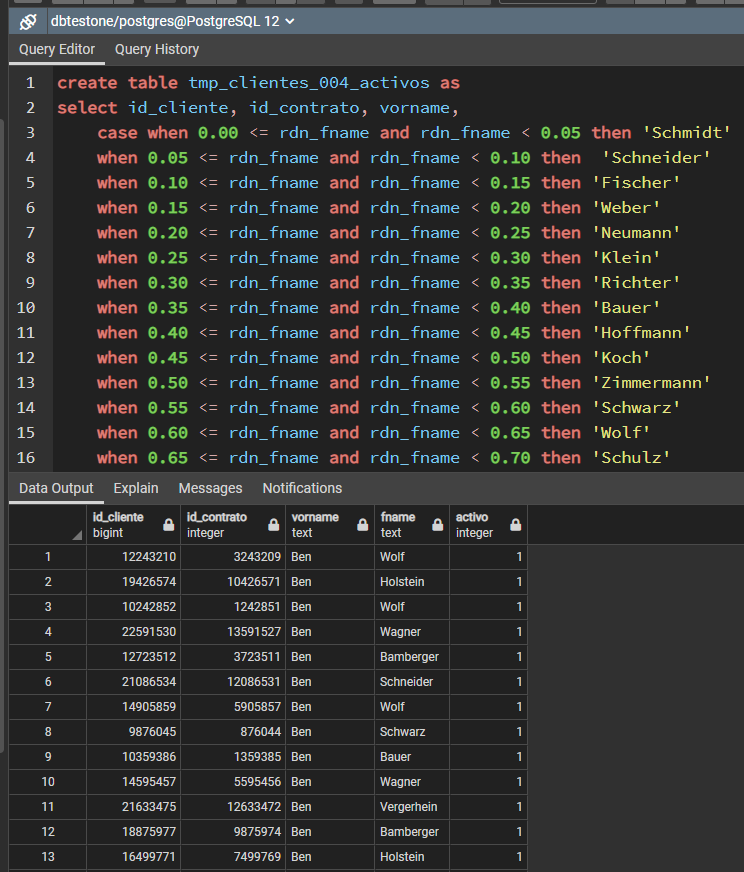 dbtestone/postgres@PostgreSQL 12
Query Editor Query History
1 create table tmp_clientes_004_activos as
2 select id_cliente, id_contrato, vorname,
3 case when 0.00 <= rdn_fname and rdn_fname < 0.05 then 'Schmidt'
4 when 0.05 <= rdn_fname and rdn_fname < 0.10 then 'Schneider'
5 when 0.10 <= rdn_fname and rdn_fname < 0.15 then 'Fischer'
6 when 0.15 <= rdn_fname and rdn_fname < 0.20 then 'Weber'
7 when 0.20 <= rdn_fname and rdn_fname < 0.25 then 'Neumann'
8 when 0.25 <= rdn_fname and rdn_fname < 0.30 then 'Klein'
9 when 0.30 <= rdn_fname and rdn_fname < 0.35 then 'Richter'
10 when 0.35 <= rdn_fname and rdn_fname < 0.40 then 'Bauer'
11 when 0.40 <= rdn_fname and rdn_fname < 0.45 then 'Hoffmann'
12 when 0.45 <= rdn_fname and rdn_fname < 0.50 then 'Koch'
13 when 0.50 <= rdn_fname and rdn_fname < 0.55 then 'Zimmermann'
14 when 0.55 <= rdn_fname and rdn_fname < 0.60 then 'Schwarz'
15 when 0.60 <= rdn_fname and rdn_fname < 0.65 then 'Wolf'
16 when 0.65 <= rdn_fname and rdn_fname < 0.70 then 'Schulz'
Data Output Explain Messages Notifications
id_cliente id_contrato vorname fname activo
bigint integer text text integer
1 12243210 3243209 Ben Wolf 1
2 19426574 10426571 Ben Holstein 1
3 10242852 1242851 Ben Wolf 1
4 22591530 13591527 Ben Wagner 1
5 12723512 3723511 Ben Bamberger 1
6 21086534 12086531 Ben Schneider 1
7 14905859 5905857 Ben Wolf 1
8 9876045 876044 Ben Schwarz 1
9 10359386 1359385 Ben Bauer 1
10 14595457 5595456 Ben Wagner 1
11 21633475 12633472 Ben Vergerhein 1
12 18875977 9875974 Ben Bamberger 1
13 16499771 7499769 Ben Holstein 1